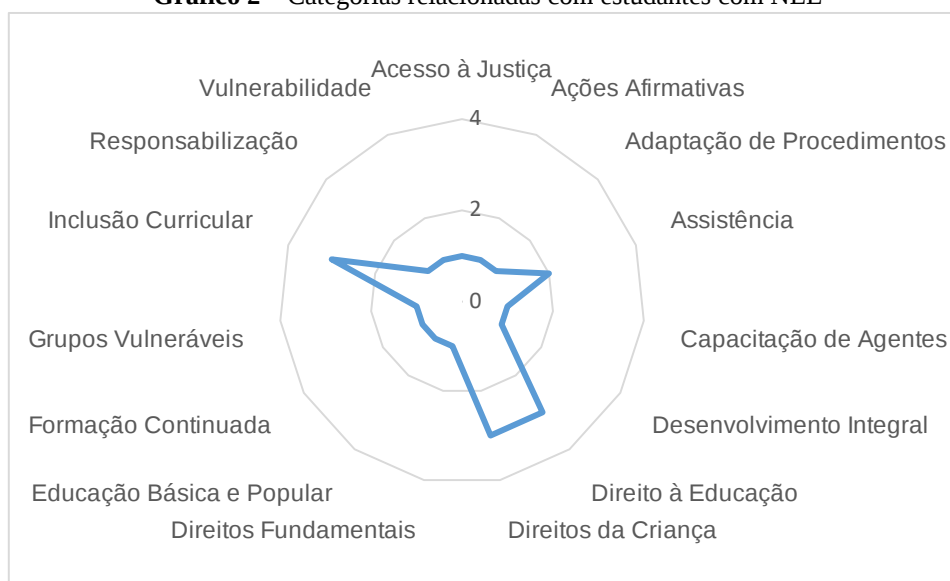 Gráfico 2 – Categorias relacionadas com estudantes com NEE
Acesso à Justiça
Vulnerabilidade
Ações Afirmativas
4
Responsabilização
Adaptação de Procedimentos
2
Inclusão Curricular
Assistência
0
Grupos Vulneráveis
Capacitação de Agentes
Formação Continuada
Desenvolvimento Integral
Educação Básica e Popular
Direito à Educação
Direitos Fundamentais
Direitos da Criança